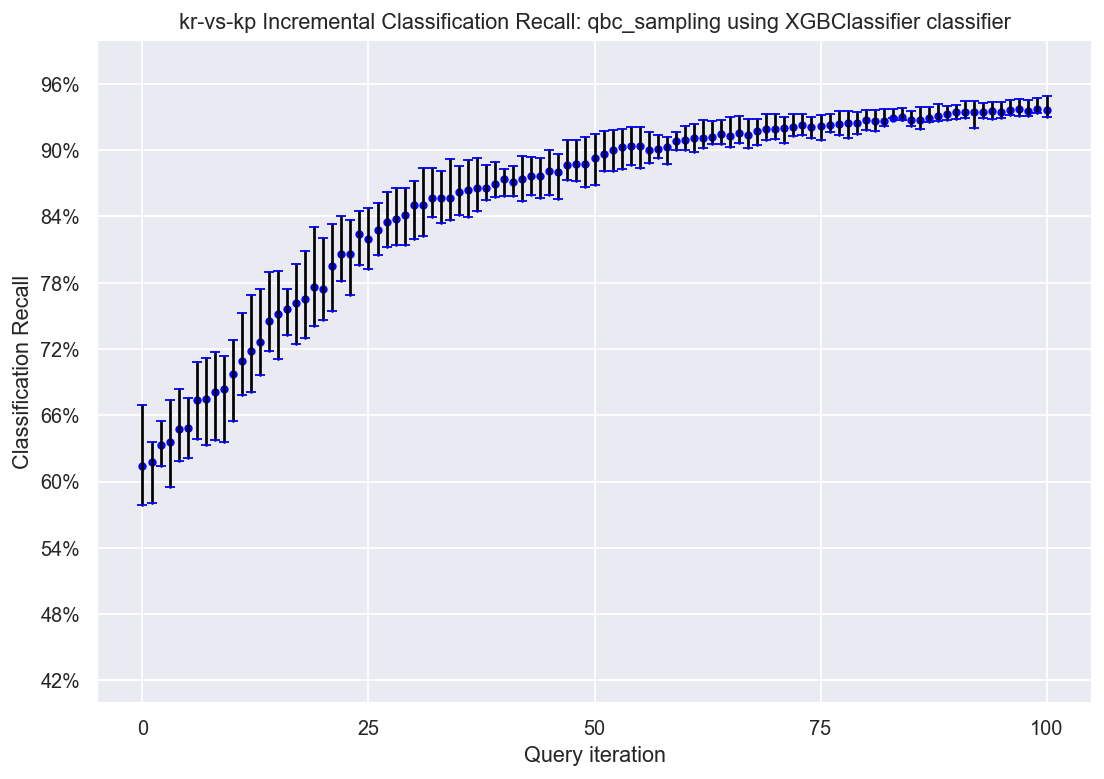 kr-vs-kp Incremental Classification Recall: qbc_sampling using XGBClassifier classifier
96%
90%
84%
78%
72%
66%
60%
54%
48%
42%
Classification Recall
0 25 50 75 100
Query iteration